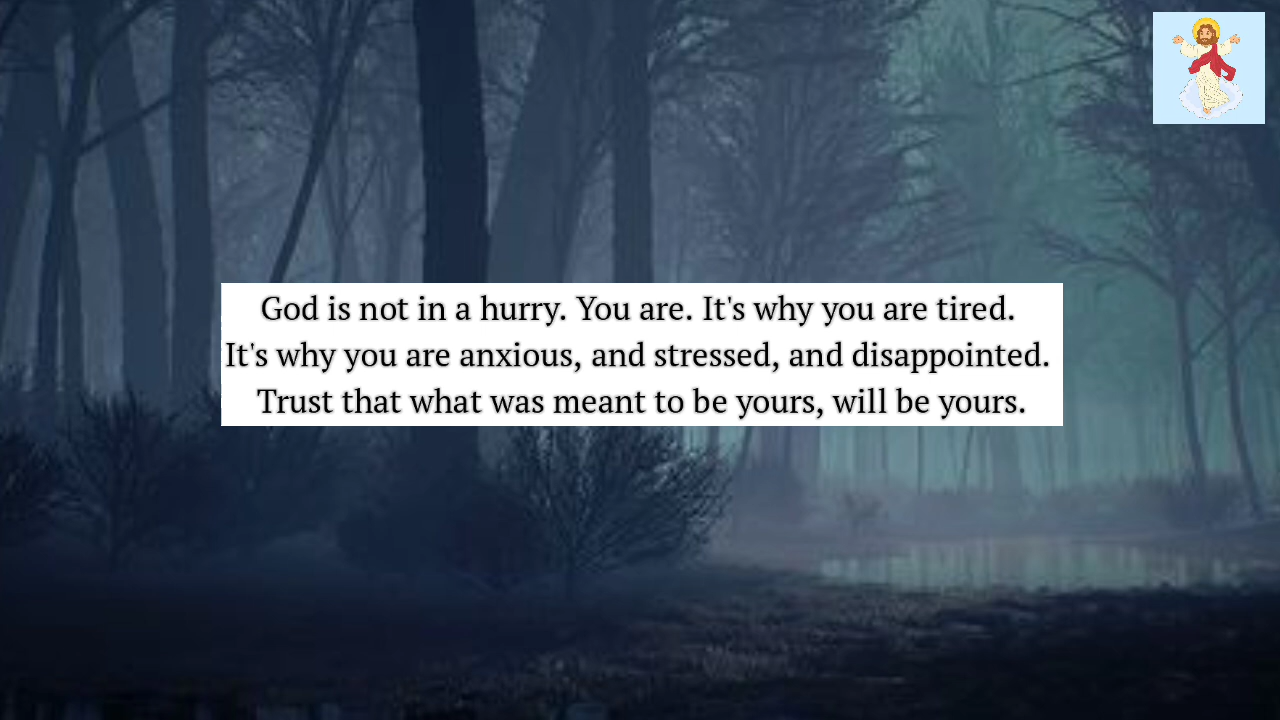 God is not in a hurry. You are. It's why you are tired.
It's why you are anxious, and stressed, and disappointed.
Trust that what was meant to be yours, will be yours.